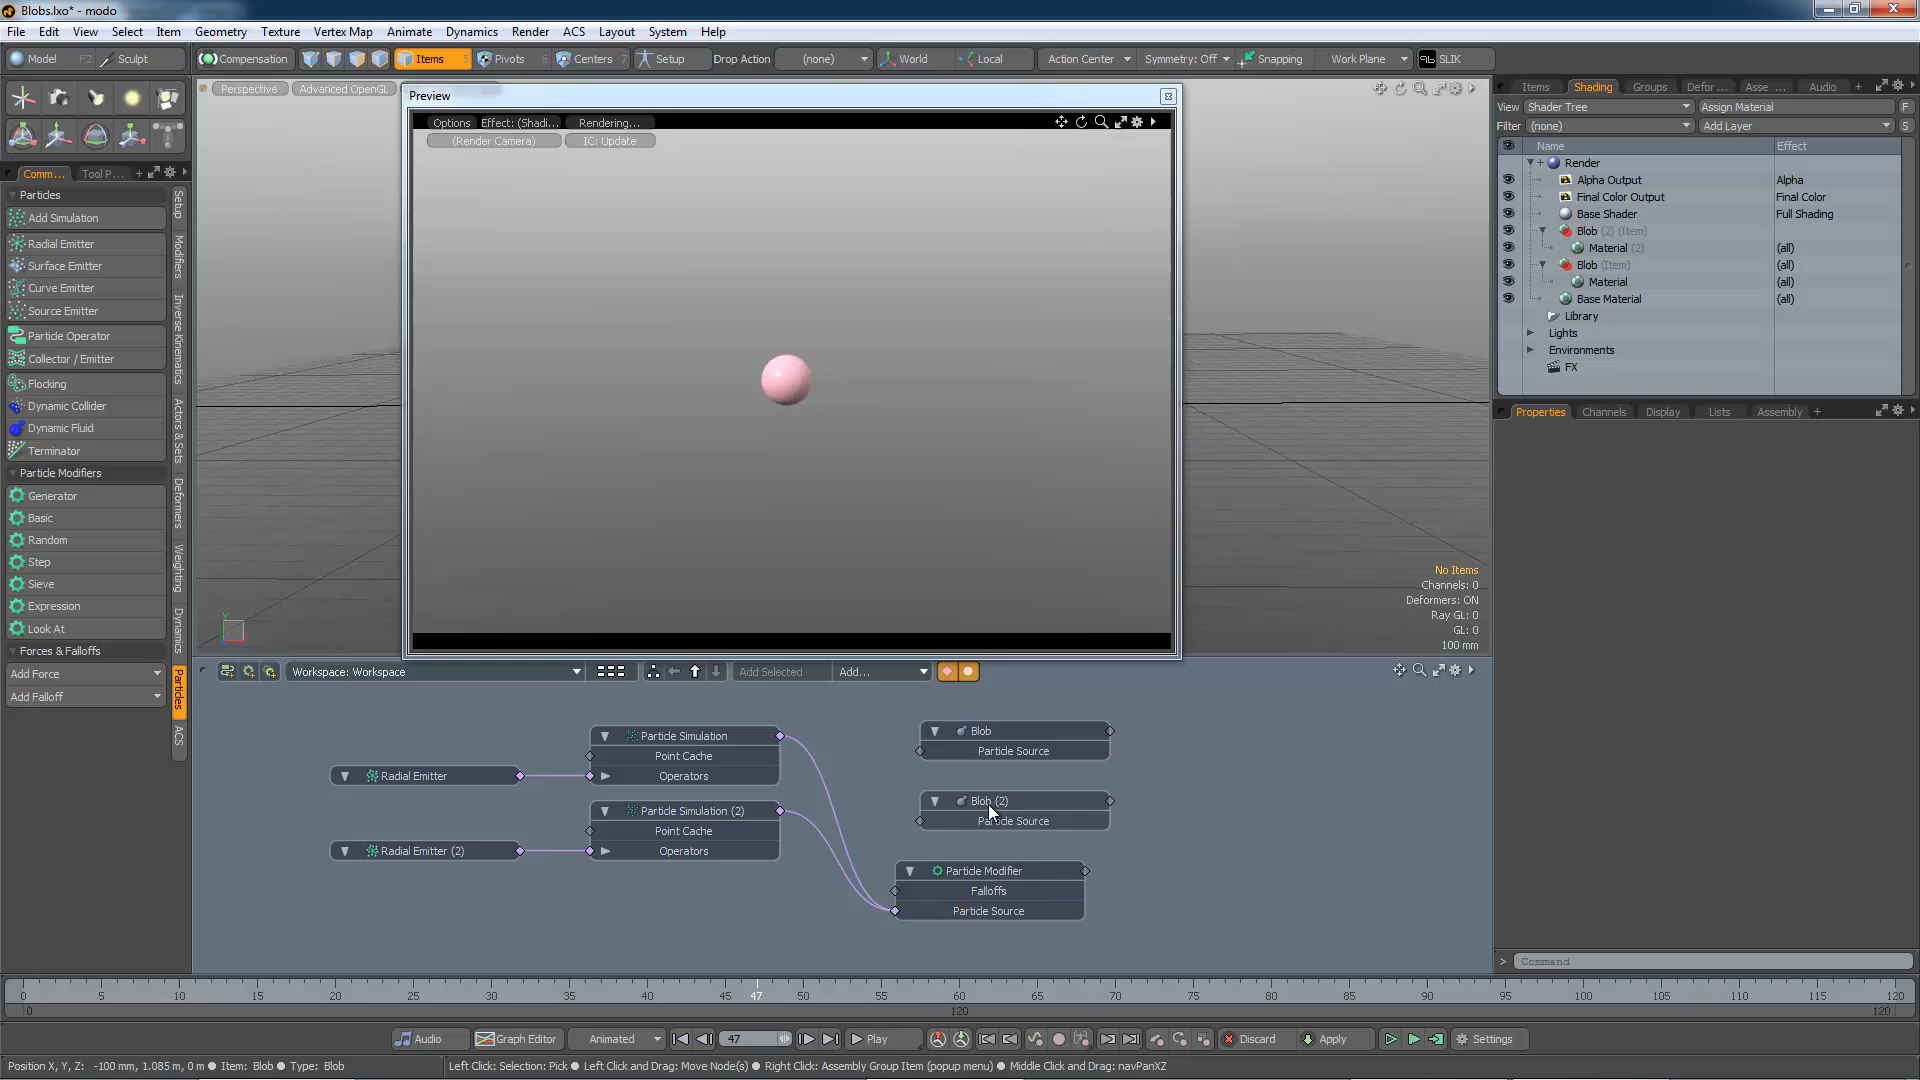 Blobs.lxo* - modo
File Edit View Select Item Geometry Texture Vertex Map Animate Dynamics Render ACS Layout System Help
Model F2 Sculpt Compensation Items 5 Pivots 6 Centers 7 Setup Drop Action (none) World Local Action Center Symmetry: Off Snapping Work Plane SLIK
Perspective Advanced OpenGL
Preview
Options Effect: (Shadi... Rendering...
(Render Camera) IC: Update
Comm... Tool P... +
Particles
Add Simulation
Radial Emitter
Surface Emitter
Curve Emitter
Source Emitter
Particle Operator
Collector / Emitter
Flocking
Dynamic Collider
Dynamic Fluid
Terminator
Particle Modifiers
Generator
Basic
Random
Step
Sieve
Expression
Look At
Forces & Falloffs
Add Force
Add Falloff
Setup
Modifiers
Inverse Kinematics
Actors & Sets
Deformers
Weighting
Dynamics
Particles
ACS
No Items
Channels: 0
Deformers: ON
Ray GL: 0
GL: 0
100 mm
Items Shading Groups Defor ... Asse ... Audio +
View Shader Tree Assign Material F
Filter (none) Add Layer S
Name Effect
Render
Alpha Output Alpha
Final Color Output Final Color
Base Shader Full Shading
Blob (2) (Item)
Material (2) (all)
Blob (Item) (all)
Material (all)
Base Material (all)
Library
Lights
Environments
FX
Properties Channels Display Lists Assembly +
Workspace: Workspace Add Selected Add...
Particle Simulation
Point Cache
Operators
Radial Emitter
Particle Simulation (2)
Point Cache
Operators
Radial Emitter (2)
Blob
Particle Source
Blob (2)
Particle Source
Particle Modifier
Falloffs
Particle Source
> Command
0 5 10 15 20 25 30 35 40 45 47 50 55 60 65 70 75 80 85 90 95 100 105 110 115 120
0 120 120
Audio Graph Editor Animated 47 Play Discard Apply Settings
Position X, Y, Z: -100 mm, 1.085 m, 0 m ● Item: Blob ● Type: Blob Left Click: Selection: Pick ● Left Click and Drag: Move Node(s) ● Right Click: Assembly Group Item (popup menu) ● Middle Click and Drag: navPanXZ